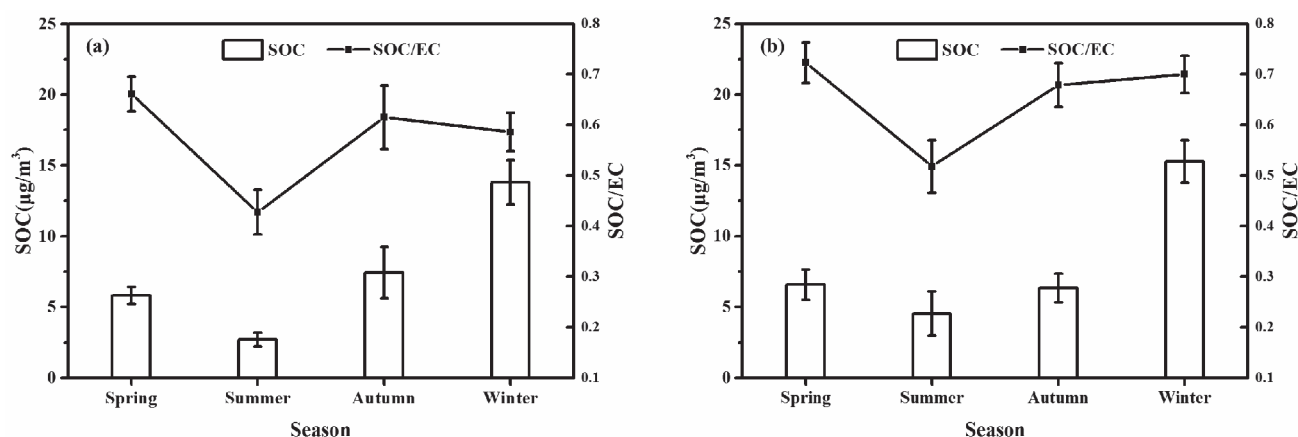 (a)
SOC
SOC/EC
25
20
15
10
5
0
SOC(μg/m³)
0.8
0.7
0.6
0.5
0.4
0.3
0.2
0.1
SOC/EC
Spring Summer Autumn Winter
Season
(b)
SOC
SOC/EC
25
20
15
10
5
0
SOC(μg/m³)
0.8
0.7
0.6
0.5
0.4
0.3
0.2
0.1
SOC/EC
Spring Summer Autumn Winter
Season